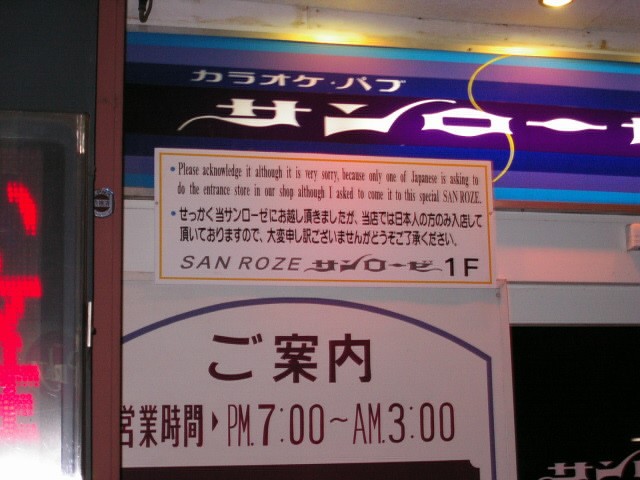 カラオケ・パブ
サンロー
• Please acknowledge it although it is very sorry, because only one of Japanese is asking to
do the entrance store in our shop although I asked to come it to this special SAN ROZE.
• せっかく当サンローゼにお越し頂きましたが、当店では日本人の方のみ入店して
頂いておりますので、大変申し訳ございませんがどうぞご了承ください。
SAN ROZE サンローゼ 1F
ご案内
営業時間▶PM.7:00〜AM.3:00